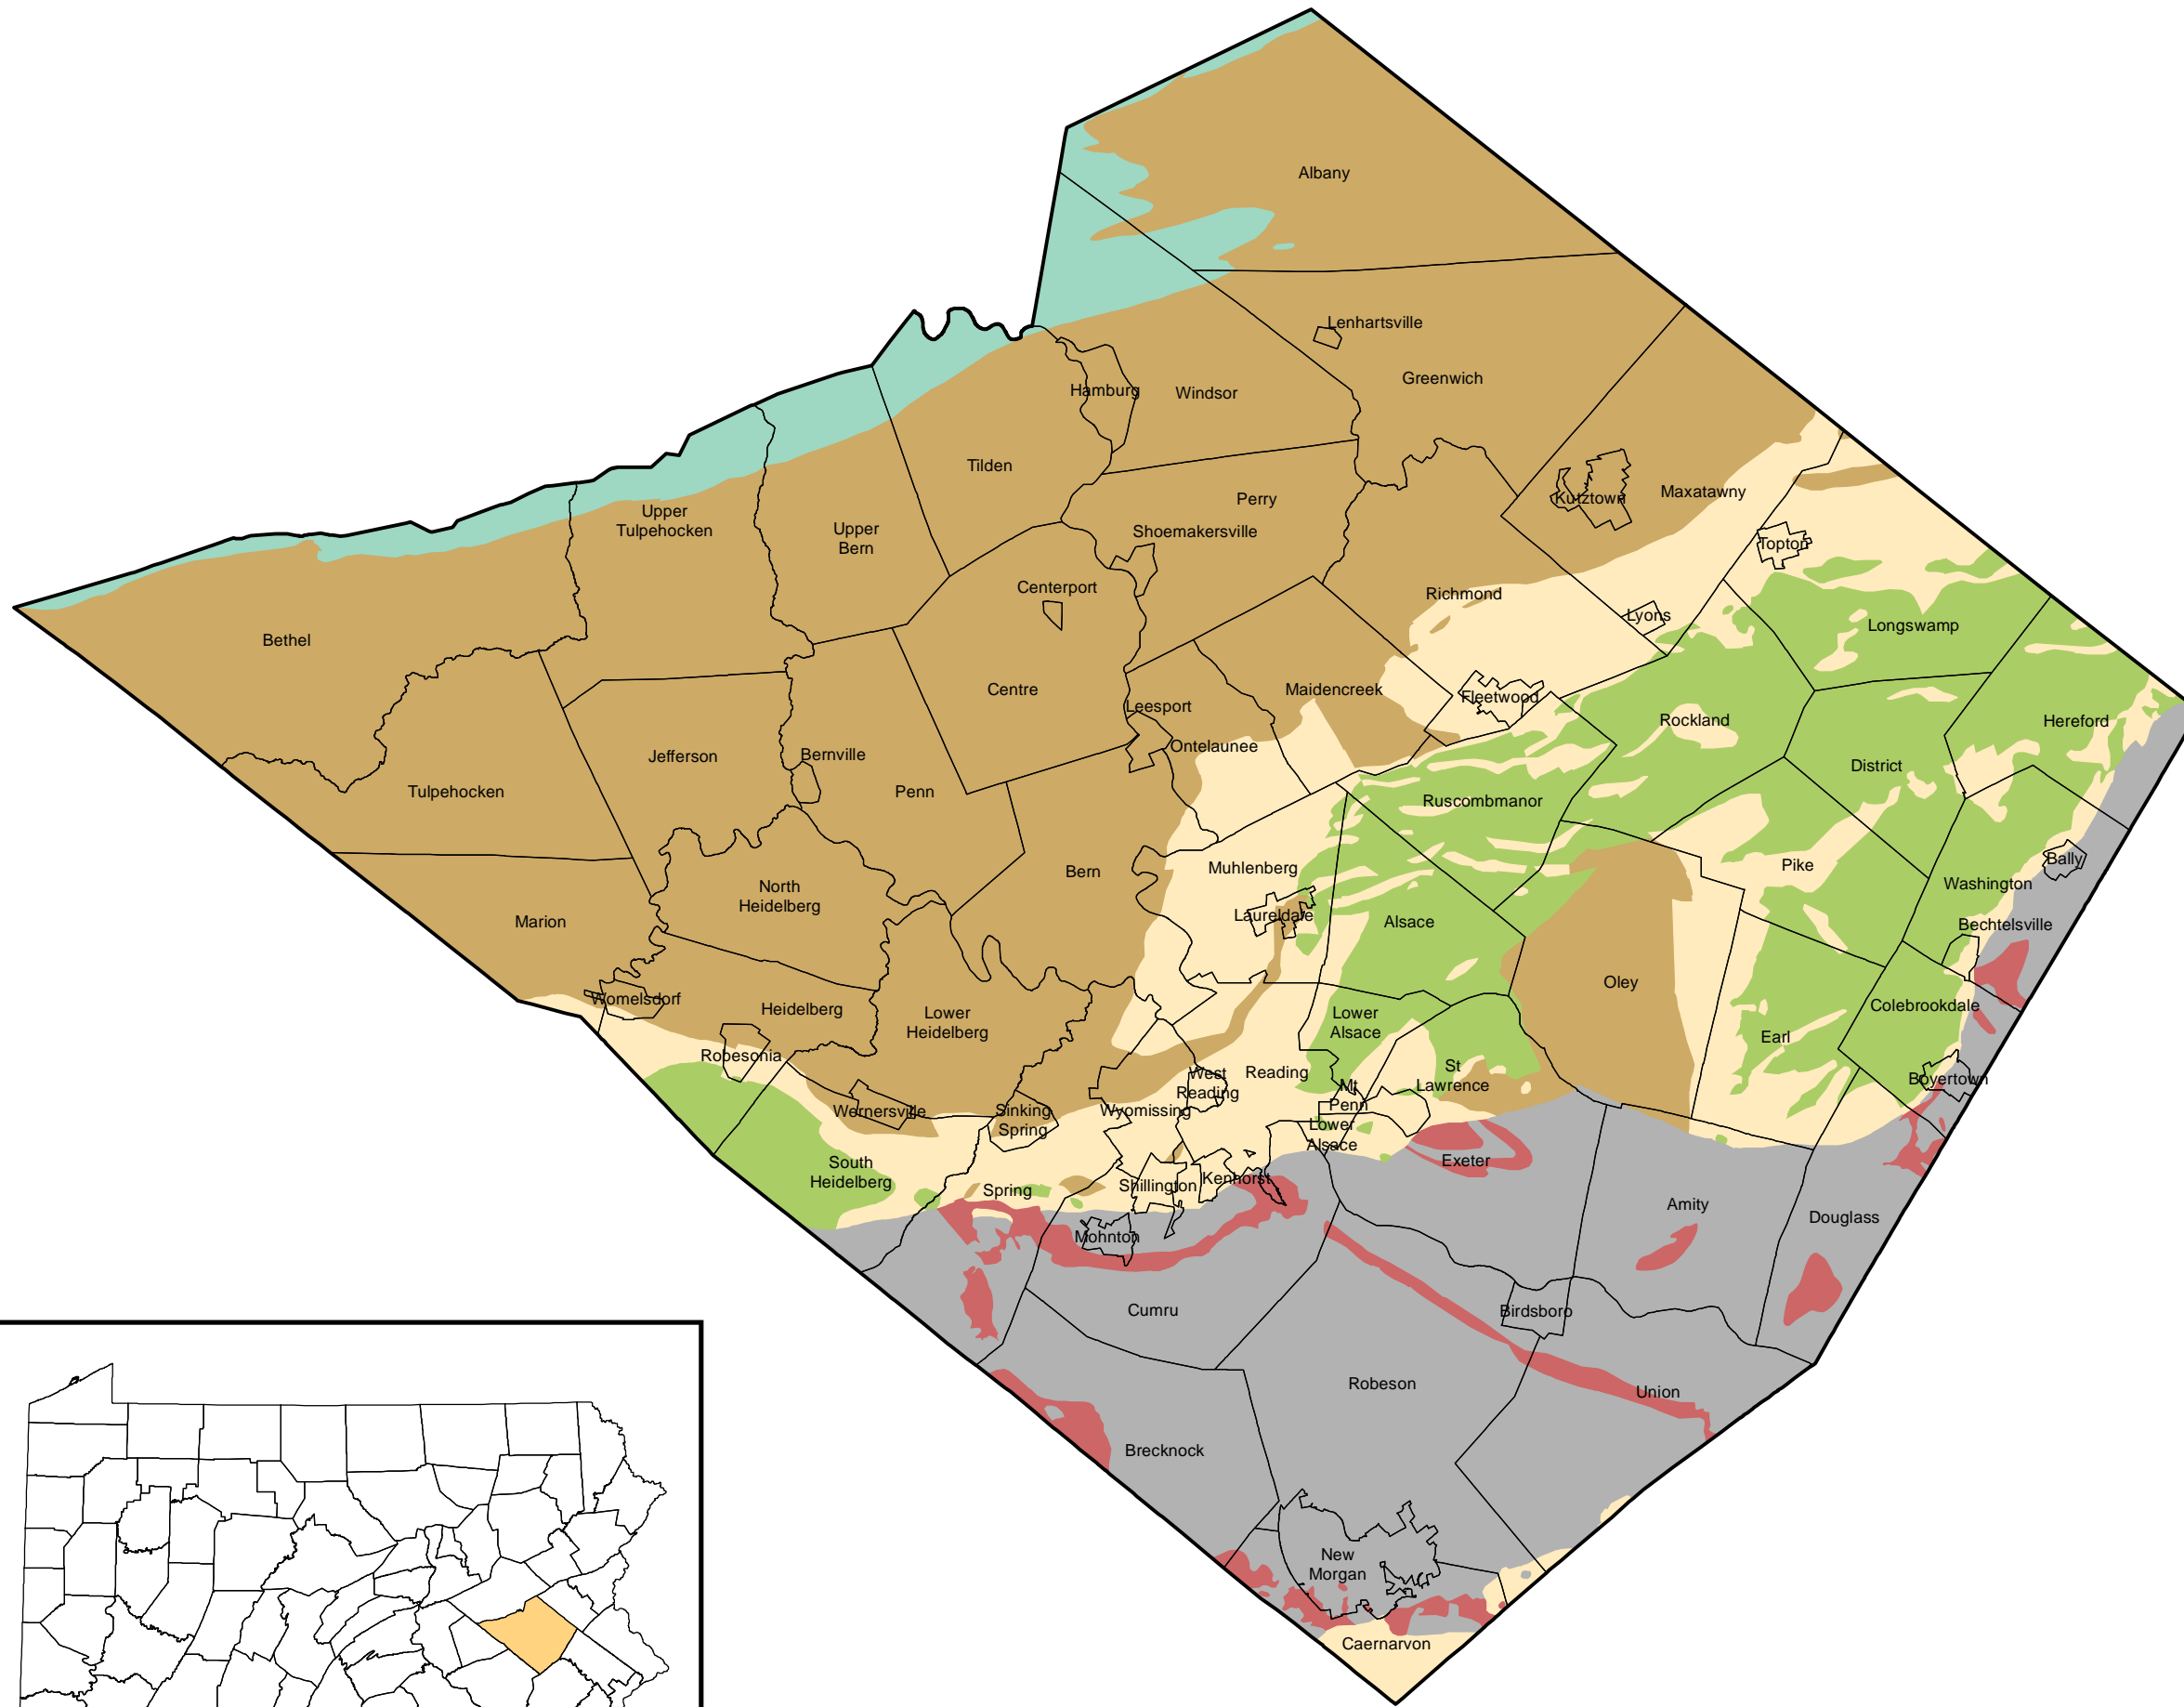 Albany
Lenhartsville
Greenwich
Hamburg
Windsor
Tilden
Perry
Kutztown
Maxatawny
Upper
Tulpehocken
Upper
Bern
Shoemakersville
Topton
Centerport
Richmond
Lyons
Longswamp
Bethel
Centre
Maidencreek
Fleetwood
Leesport
Rockland
Hereford
Ontelaunee
Jefferson
Bernville
District
Tulpehocken
Penn
Ruscombmanor
Muhlenberg
Bern
Pike
Bally
Washington
North
Heidelberg
Marion
Laureldale
Alsace
Bechtelsville
Oley
Womelsdorf
Heidelberg
Lower
Heidelberg
Colebrookdale
Lower
Alsace
Earl
Robesonia
Reading
West
Reading
St
Lawrence
Boyertown
Mt
Penn
Wernersville
Sinking
Spring
Wyomissing
Lower
Alsace
Exeter
South
Heidelberg
Spring
Shillington
Kenhorst
Amity
Douglass
Mohnton
Cumru
Birdsboro
Robeson
Union
Brecknock
New
Morgan
Caernarvon